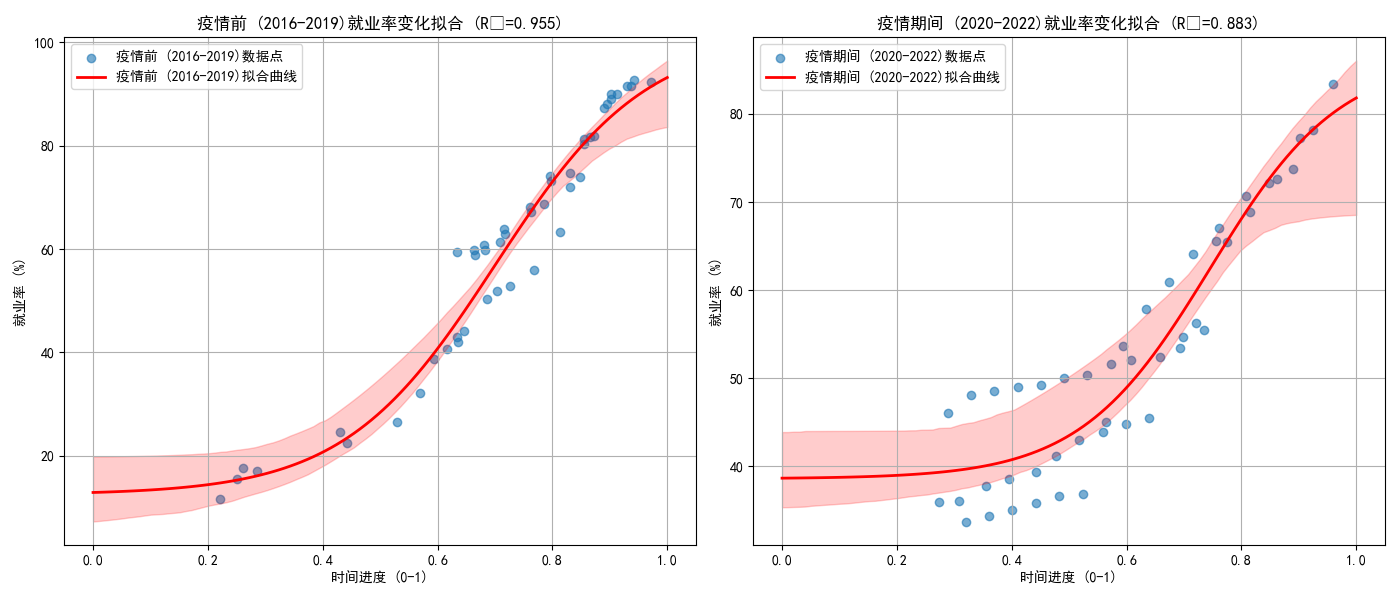 疫情前 (2016-2019)就业率变化拟合 (R□=0.955)
疫情前 (2016-2019)数据点
疫情前 (2016-2019)拟合曲线
就业率 (%)
100
80
60
40
20
0.0 0.2 0.4 0.6 0.8 1.0
时间进度 (0-1)
疫情期间 (2020-2022)就业率变化拟合 (R□=0.883)
疫情期间 (2020-2022)数据点
疫情期间 (2020-2022)拟合曲线
就业率 (%)
80
70
60
50
40
0.0 0.2 0.4 0.6 0.8 1.0
时间进度 (0-1)